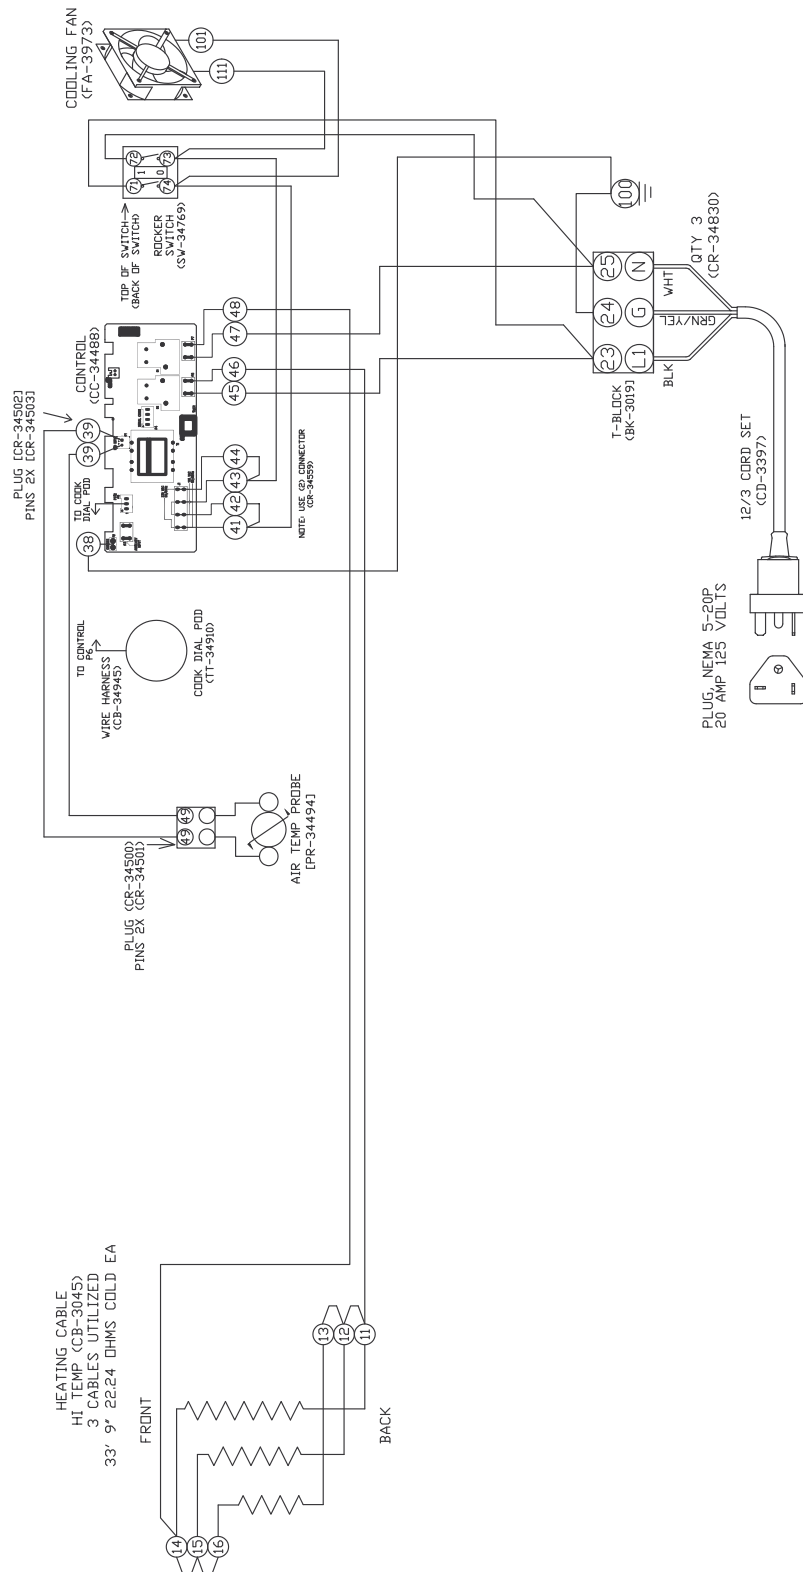 COOLING FAN
(FA-3973)
101
111
72
73
71
74
1
0
TOP OF SWITCH
(BACK OF SWITCH)
ROCKER
SWITCH
(SW-34769)
100
25
N
24
G
23
L1
WHT
GRN/YEL
BLK
QTY 3
(CR-34830)
T-BLOCK
(BK-3019)
12/3 CORD SET
(CD-3397)
PLUG, NEMA 5-20P
20 AMP 125 VOLTS
CONTROL
(CC-34488)
48
47
46
45
44
43
42
41
NOTE: USE (2) CONNECTOR
(CR-34559)
PLUG [CR-34502]
PINS 2X [CR-34503]
39
39
TO COOK
DIAL POD
38
TO CONTROL
P6
WIRE HARNESS
(CB-34945)
COOK DIAL POD
(TT-34910)
49
49
PLUG (CR-34500)
PINS 2X (CR-34501)
AIR TEMP PROBE
[PR-34494]
HEATING CABLE
HI TEMP (CB-3045)
3 CABLES UTILIZED
33' 9" 22.24 OHMS COLD EA
FRONT
BACK
13
12
11
14
15
16